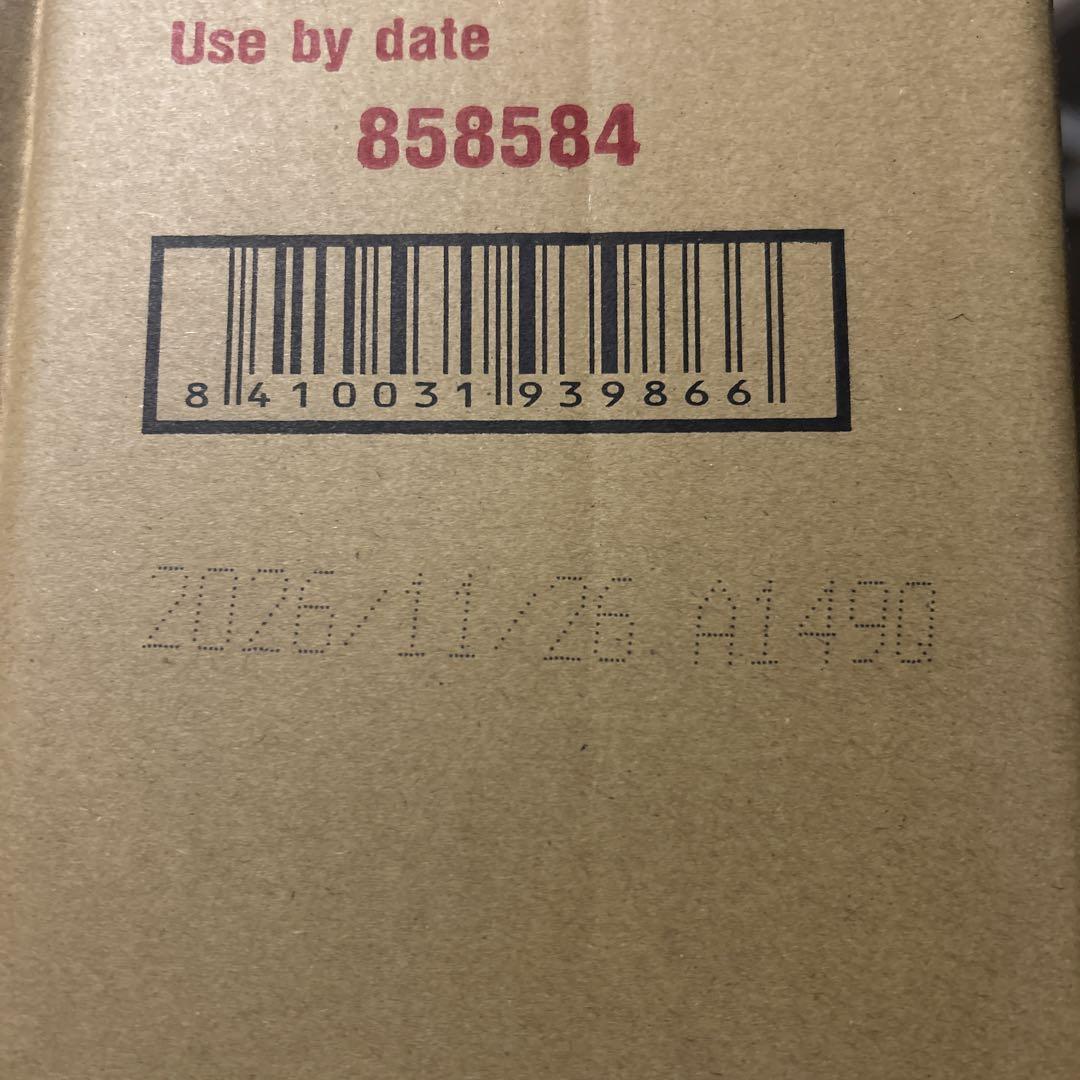 Use by date
858584
8 410031 939866
2026/11/26 A1490